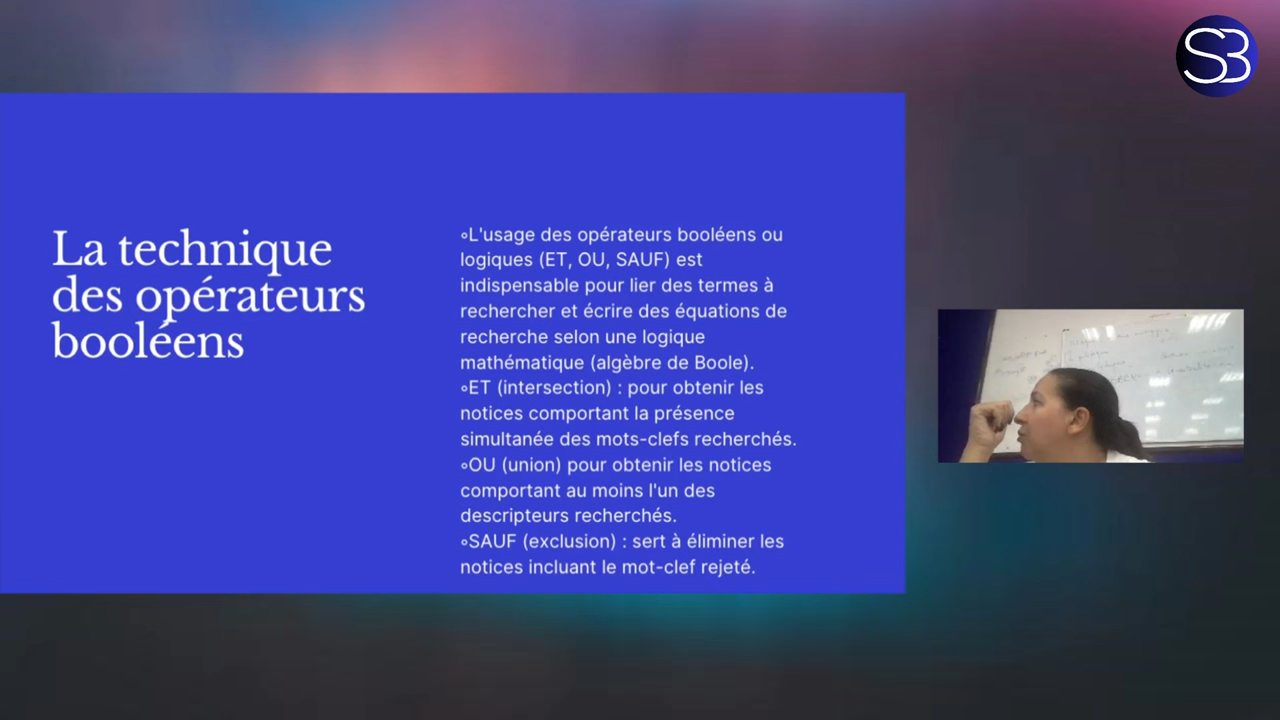 SB
La technique
des opérateurs
booléens
∘L'usage des opérateurs booléens ou
logiques (ET, OU, SAUF) est
indispensable pour lier des termes à
rechercher et écrire des équations de
recherche selon une logique
mathématique (algèbre de Boole).
∘ET (intersection) : pour obtenir les
notices comportant la présence
simultanée des mots-clefs recherchés.
∘OU (union) pour obtenir les notices
comportant au moins l'un des
descripteurs recherchés.
∘SAUF (exclusion) : sert à éliminer les
notices incluant le mot-clef rejeté.